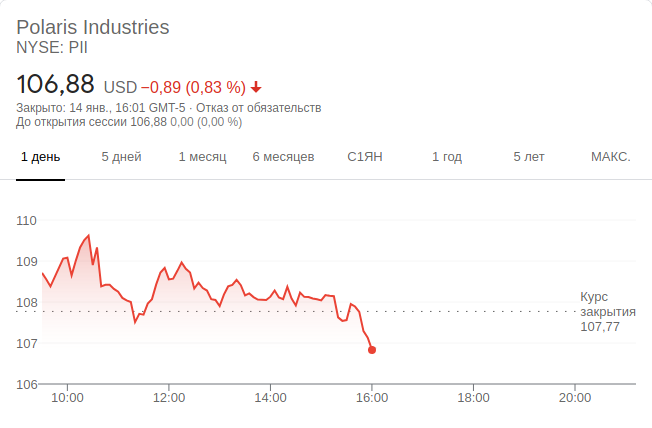 Polaris Industries
NYSE: PII
106,88 USD −0,89 (0,83 %)
Закрыто: 14 янв., 16:01 GMT-5 · Отказ от обязательств
До открытия сессии 106,88 0,00 (0,00 %)
1 день 5 дней 1 месяц 6 месяцев С1ЯН 1 год 5 лет МАКС.
110
109
108
Курс
закрытия
107,77
107
106
10:00 12:00 14:00 16:00 18:00 20:00